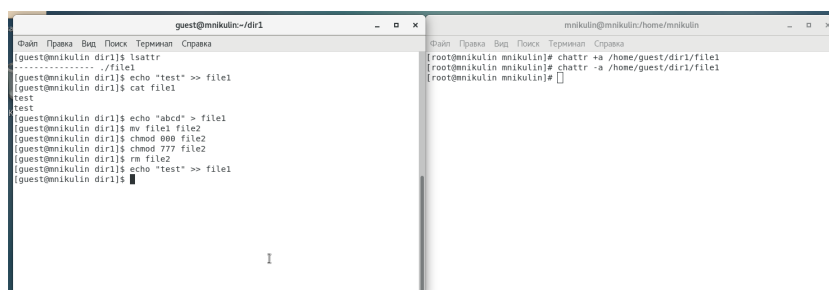 guest@mnikulin:~/dir1
Файл Правка Вид Поиск Терминал Справка
[guest@mnikulin dir1]$ lsattr
---------------- ./file1
[guest@mnikulin dir1]$ echo "test" >> file1
[guest@mnikulin dir1]$ cat file1
test
test
[guest@mnikulin dir1]$ echo "abcd" > file1
[guest@mnikulin dir1]$ mv file1 file2
[guest@mnikulin dir1]$ chmod 000 file2
[guest@mnikulin dir1]$ chmod 777 file2
[guest@mnikulin dir1]$ rm file2
[guest@mnikulin dir1]$ echo "test" >> file1
[guest@mnikulin dir1]$
mnikulin@mnikulin:/home/mnikulin
Файл Правка Вид Поиск Терминал Справка
[root@mnikulin mnikulin]# chattr +a /home/guest/dir1/file1
[root@mnikulin mnikulin]# chattr -a /home/guest/dir1/file1
[root@mnikulin mnikulin]#